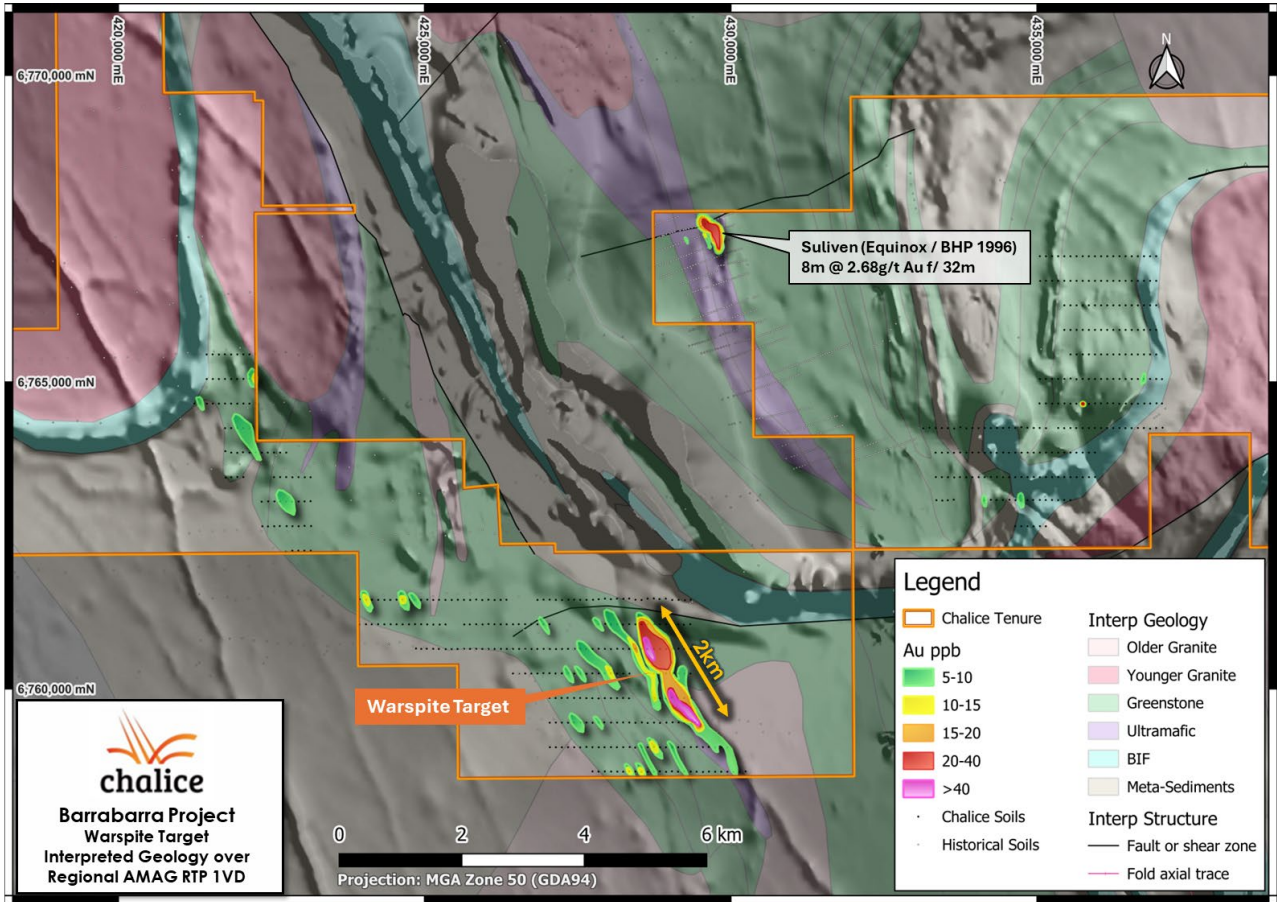 420,000 mE
425,000 mE
430,000 mE
435,000 mE
6,770,000 mN
N
Suliven (Equinox / BHP 1996)
8m @ 2.68g/t Au f/ 32m
6,765,000 mN
2km
6,760,000 mN
Warspite Target
chalice
Barrabarra Project
Warspite Target
Interpreted Geology over
Regional AMAG RTP 1VD
0 2 4 6 km
Projection: MGA Zone 50 (GDA94)
Legend
Chalice Tenure
Au ppb
5-10
10-15
15-20
20-40
>40
Chalice Soils
Historical Soils
Interp Geology
Older Granite
Younger Granite
Greenstone
Ultramafic
BIF
Meta-Sediments
Interp Structure
Fault or shear zone
Fold axial trace